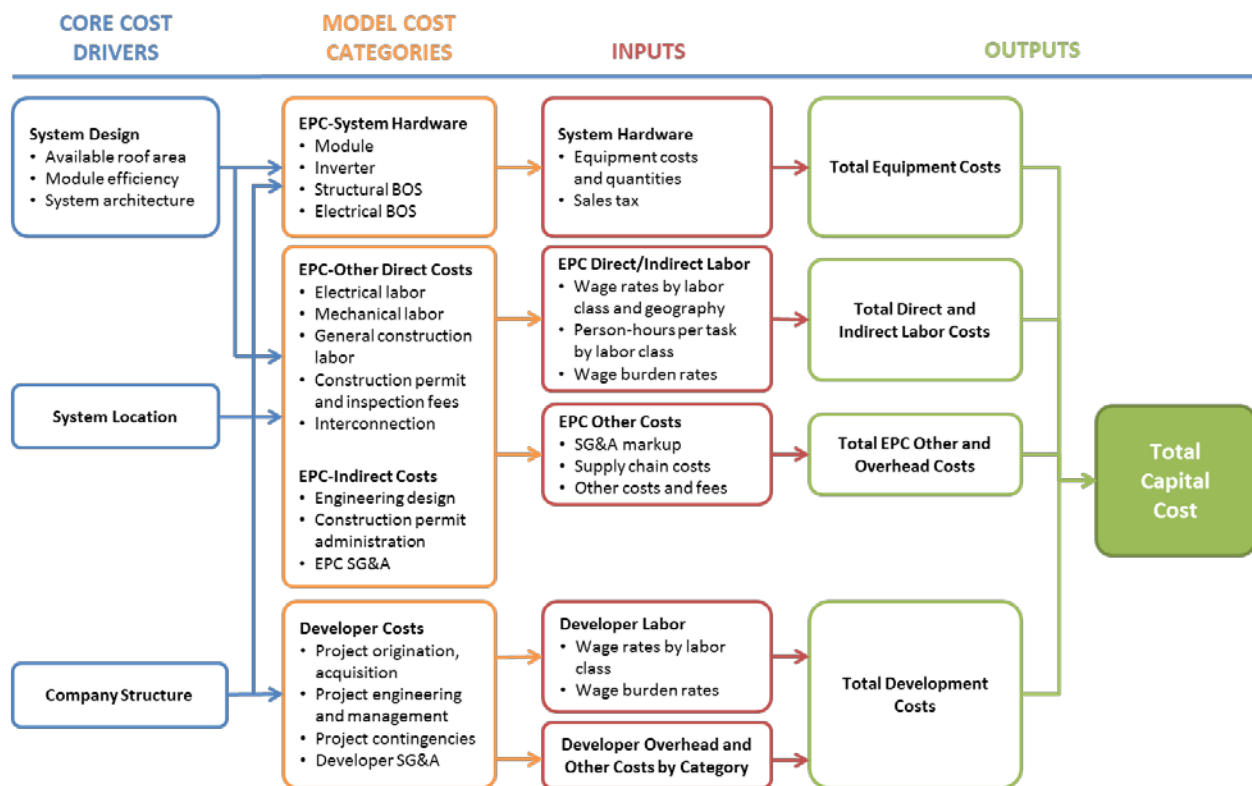 CORE COST
DRIVERS
MODEL COST
CATEGORIES
INPUTS
OUTPUTS
System Design
• Available roof area
• Module efficiency
• System architecture
System Location
Company Structure
EPC-System Hardware
• Module
• Inverter
• Structural BOS
• Electrical BOS
EPC-Other Direct Costs
• Electrical labor
• Mechanical labor
• General construction
labor
• Construction permit
and inspection fees
• Interconnection
EPC-Indirect Costs
• Engineering design
• Construction permit
administration
• EPC SG&A
Developer Costs
• Project origination,
acquisition
• Project engineering
and management
• Project contingencies
• Developer SG&A
System Hardware
• Equipment costs
and quantities
• Sales tax
EPC Direct/Indirect Labor
• Wage rates by labor
class and geography
• Person-hours per task
by labor class
• Wage burden rates
EPC Other Costs
• SG&A markup
• Supply chain costs
• Other costs and fees
Developer Labor
• Wage rates by labor
class
• Wage burden rates
Developer Overhead and
Other Costs by Category
Total Equipment Costs
Total Direct and
Indirect Labor Costs
Total EPC Other and
Overhead Costs
Total Development
Costs
Total
Capital
Cost